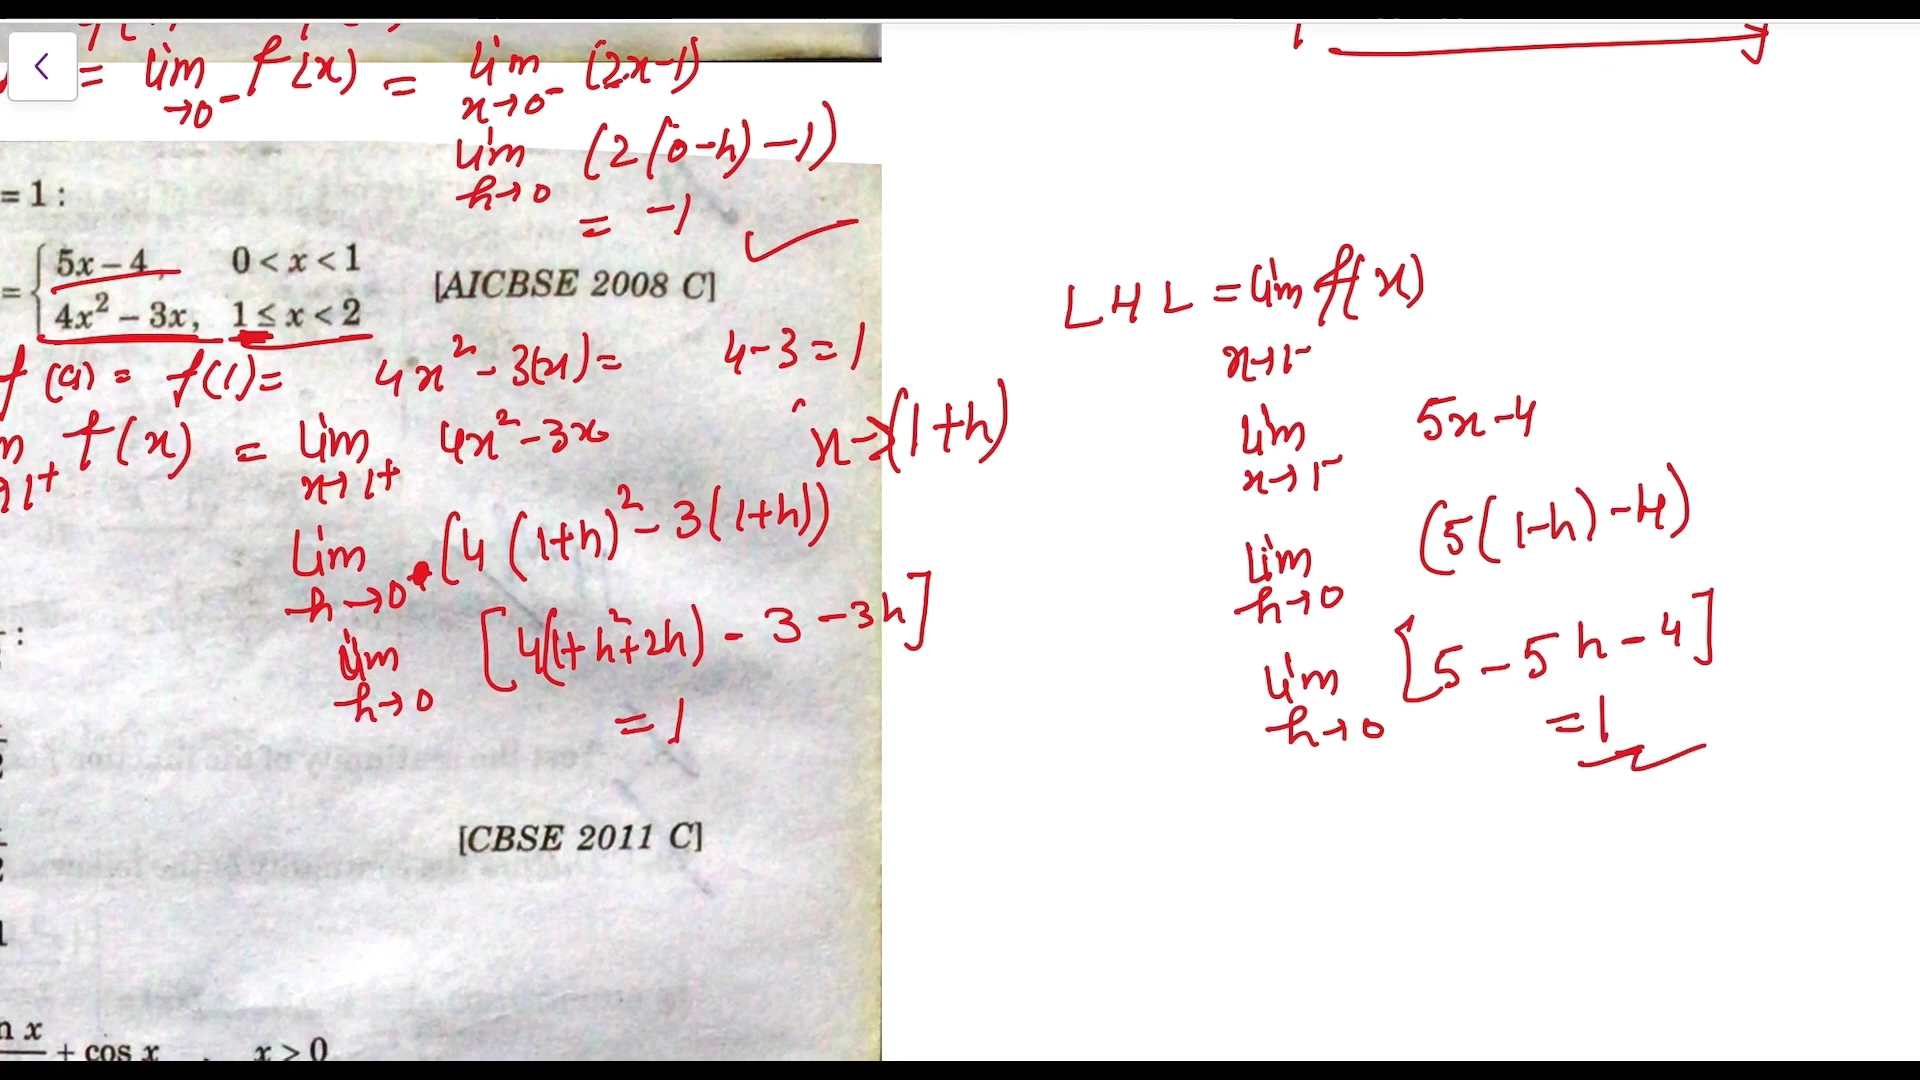 = lim f(x) = lim (2x-1)
→0⁻ x→0⁻
lim (2(0-h)-1)
h→0
= -1
= 1 :
= { 5x – 4, 0 < x < 1
4x² – 3x, 1 ≤ x < 2
[AICBSE 2008 C]
f(a) = f(1) = 4x² - 3(x) = 4-3 = 1
f(x) = lim 4x² - 3x x→(1+h)
1⁺ x→1⁺
lim (4(1+h)² - 3(1+h))
h→0
lim [4(1+h²+2h) - 3 - 3h]
h→0
= 1
[CBSE 2011 C]
+ cos x , x > 0
LHL = lim f(x)
x→1⁻
lim 5x-4
x→1⁻
lim (5(1-h)-4)
h→0
lim [5 - 5h - 4]
h→0
= 1